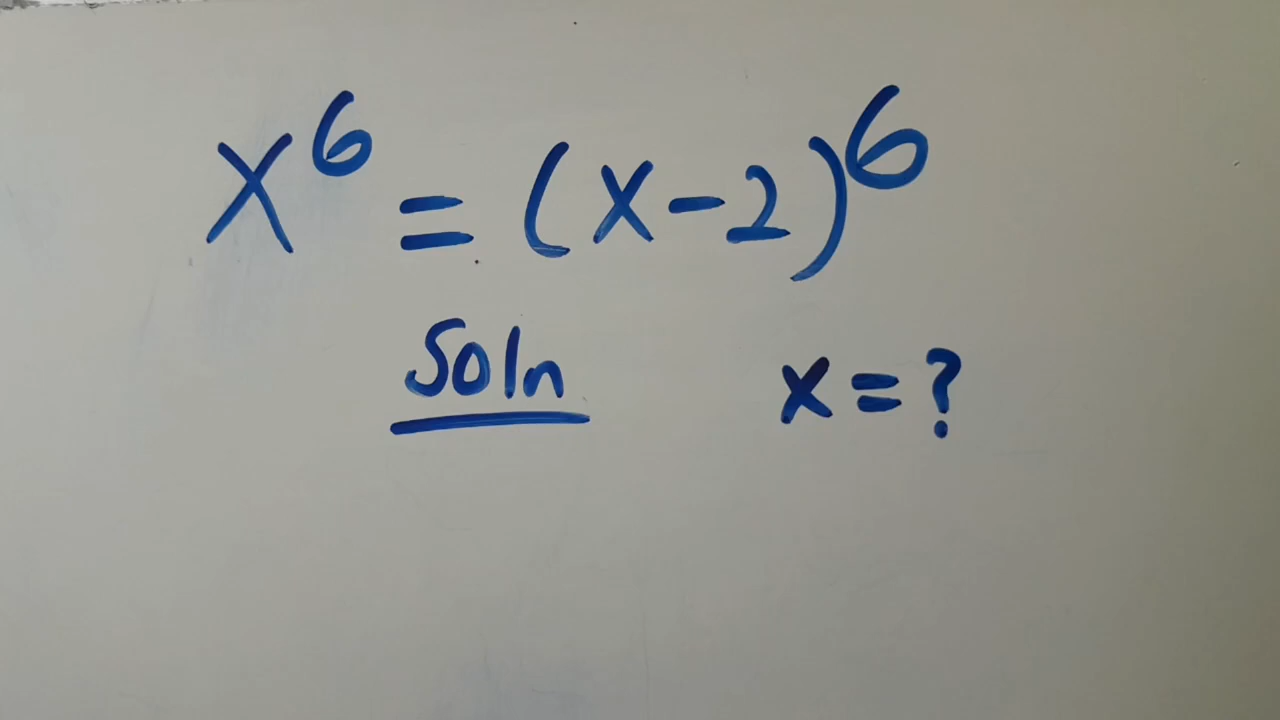 x⁶ = (x-2)⁶
Soln x = ?